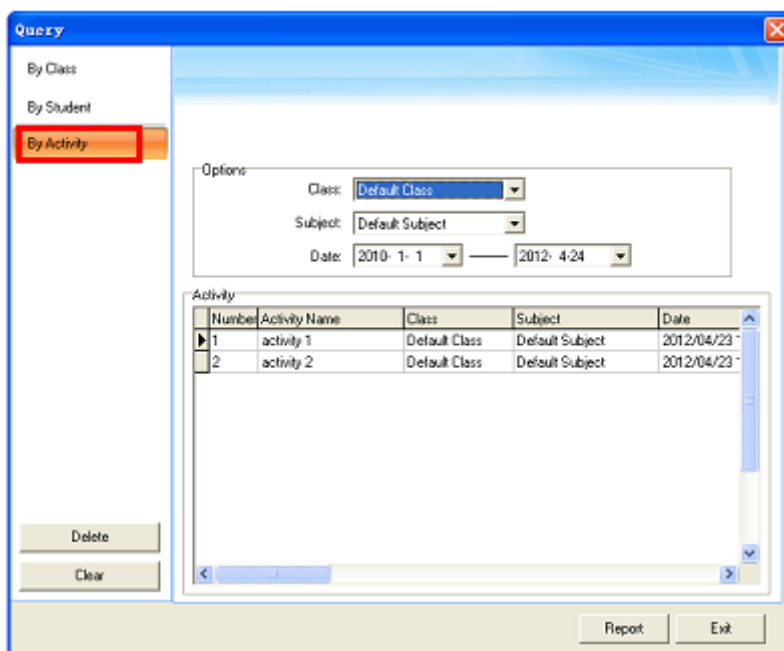 Query
By Class
By Student
By Activity
Options
Class: Default Class
Subject: Default Subject
Date: 2010- 1- 1 —— 2012- 4-24
Activity
Number Activity Name Class Subject Date
1 activity 1 Default Class Default Subject 2012/04/23
2 activity 2 Default Class Default Subject 2012/04/23
Delete
Clear
Report Exit